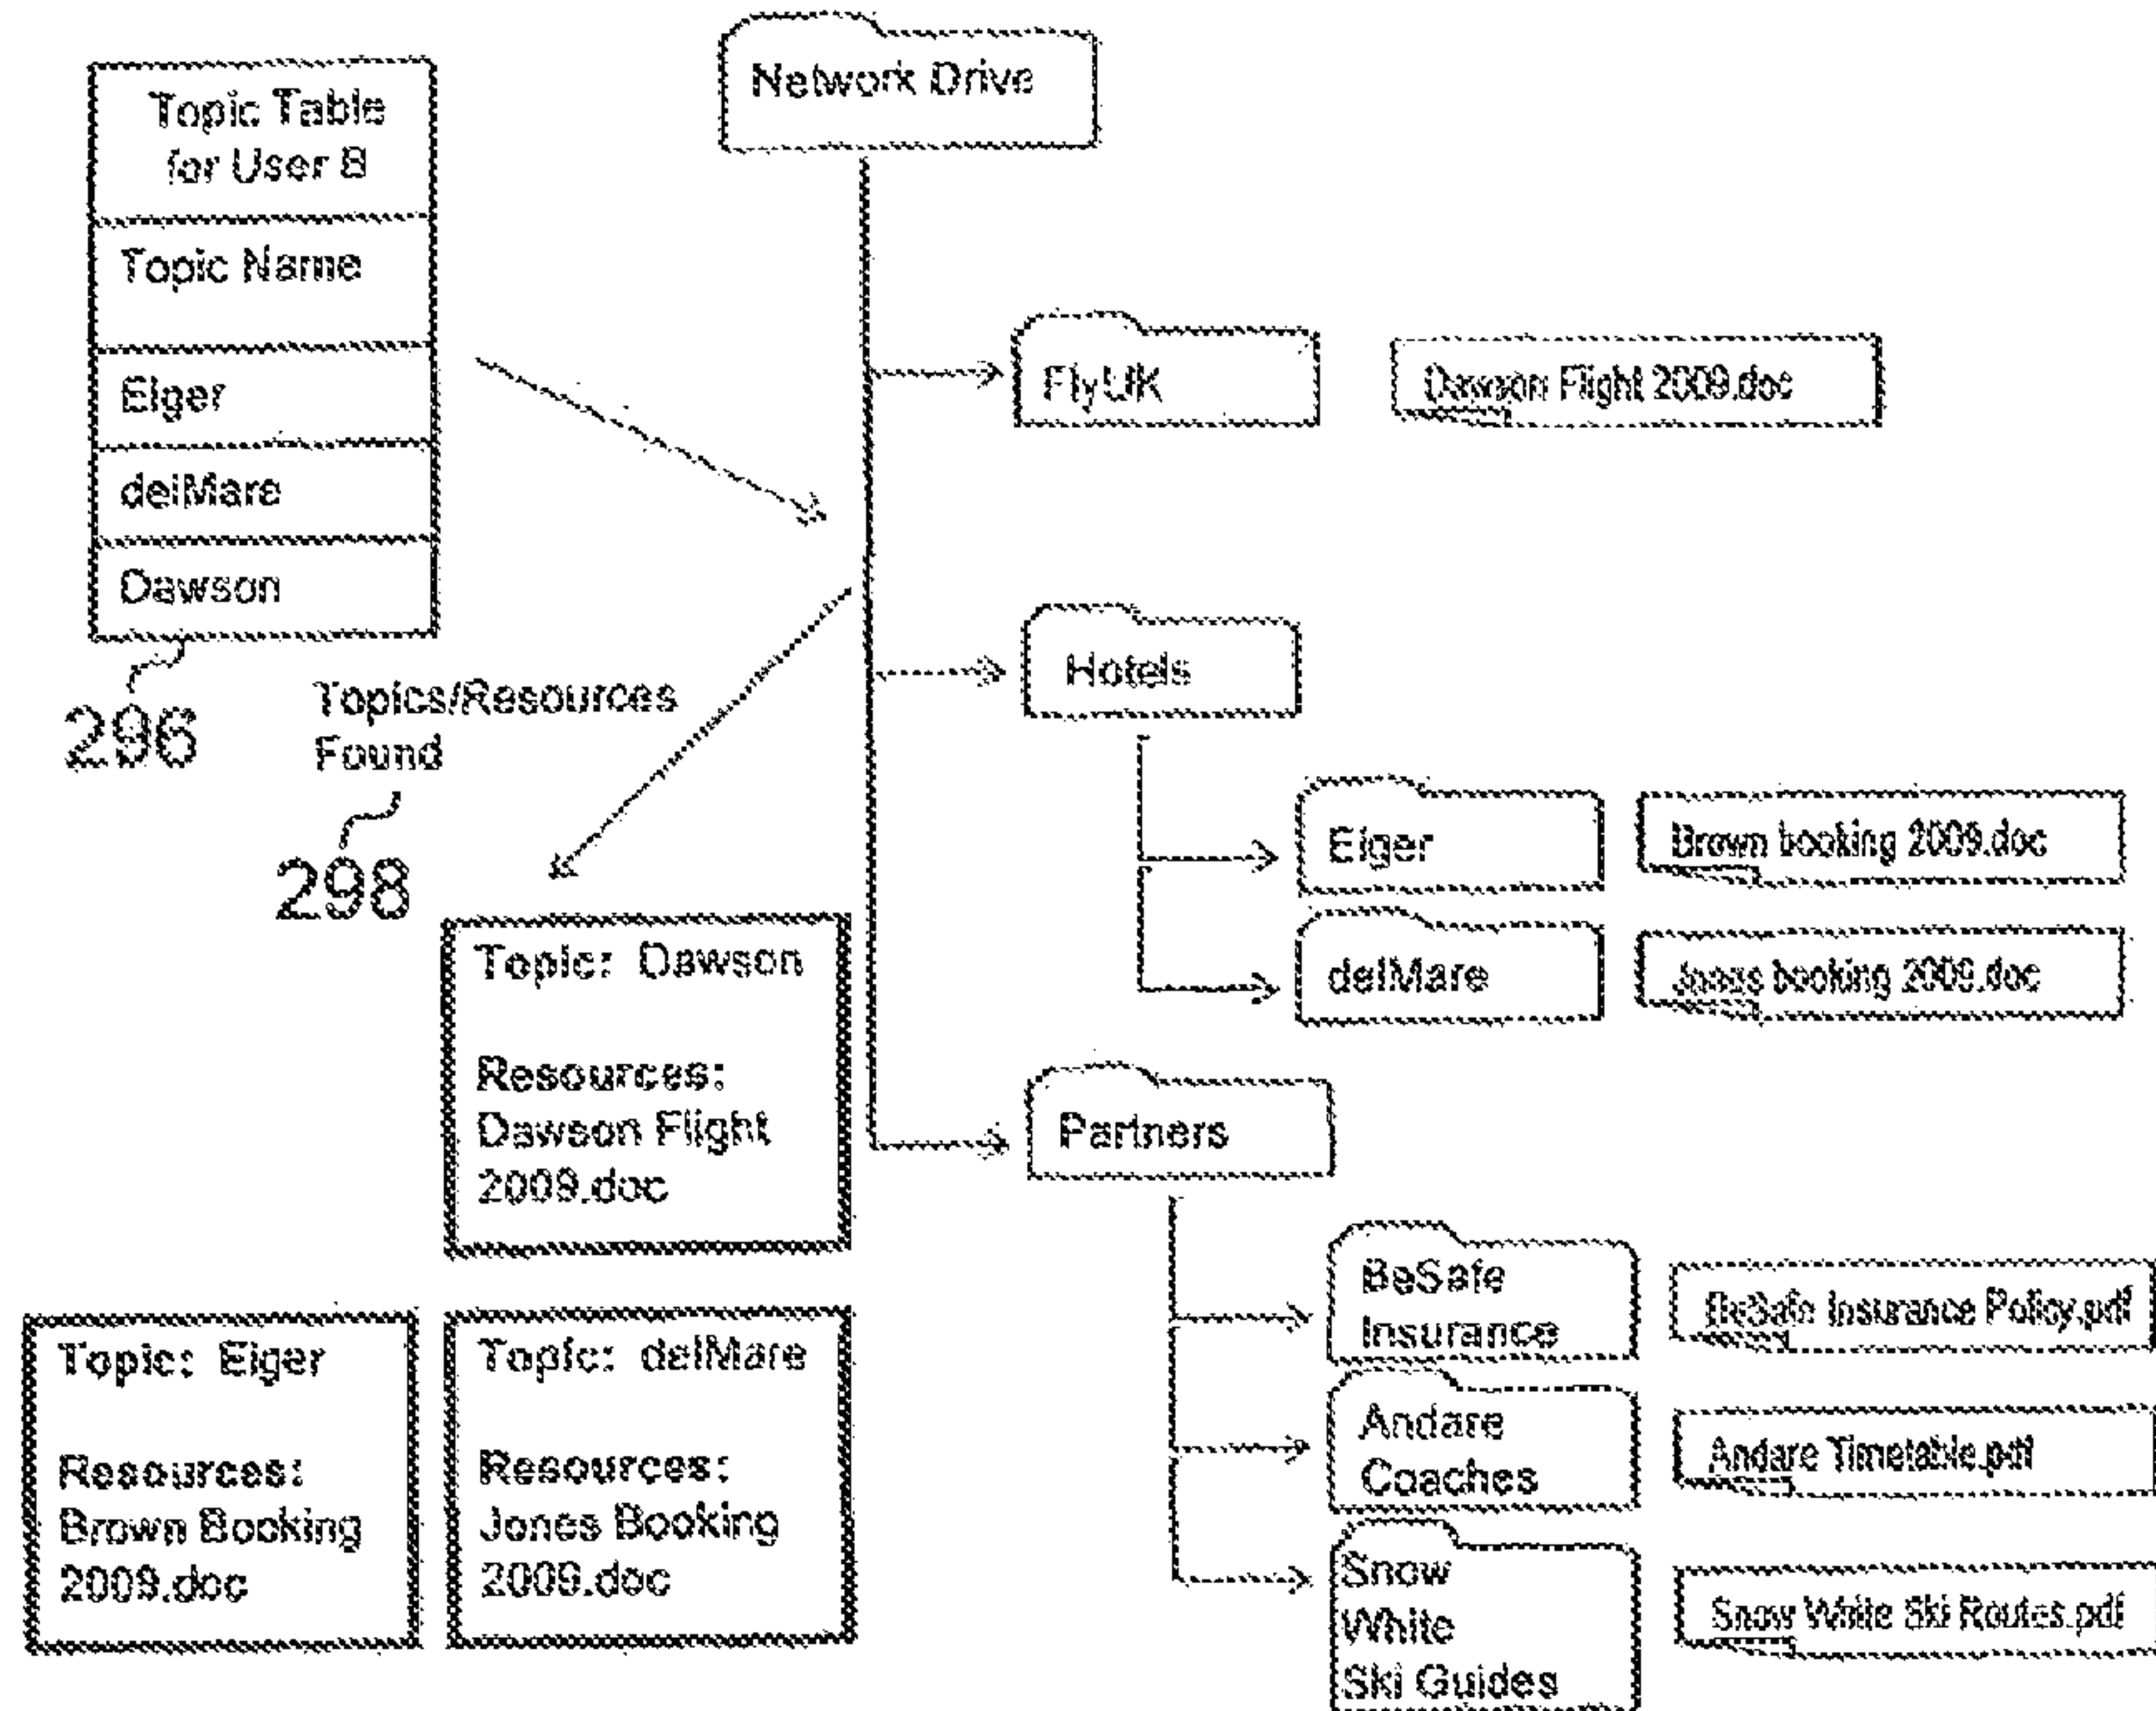 Topic Table
for User B
Topic Name
Eiger
delMare
Dawson
296
Topics/Resources
Found
298
Network Drive
FlyUK
Dawson Flight 2009.doc
Hotels
Eiger
Brown booking 2009.doc
delMare
Jones booking 2009.doc
Partners
BeSafe
Insurance
BeSafe Insurance Policy.pdf
Andare
Coaches
Andare Timetable.pdf
Snow
White
Ski Guides
Snow White Ski Routes.pdf
Topic: Dawson
Resources:
Dawson Flight
2009.doc
Topic: Eiger
Resources:
Brown Booking
2009.doc
Topic: delMare
Resources:
Jones Booking
2009.doc